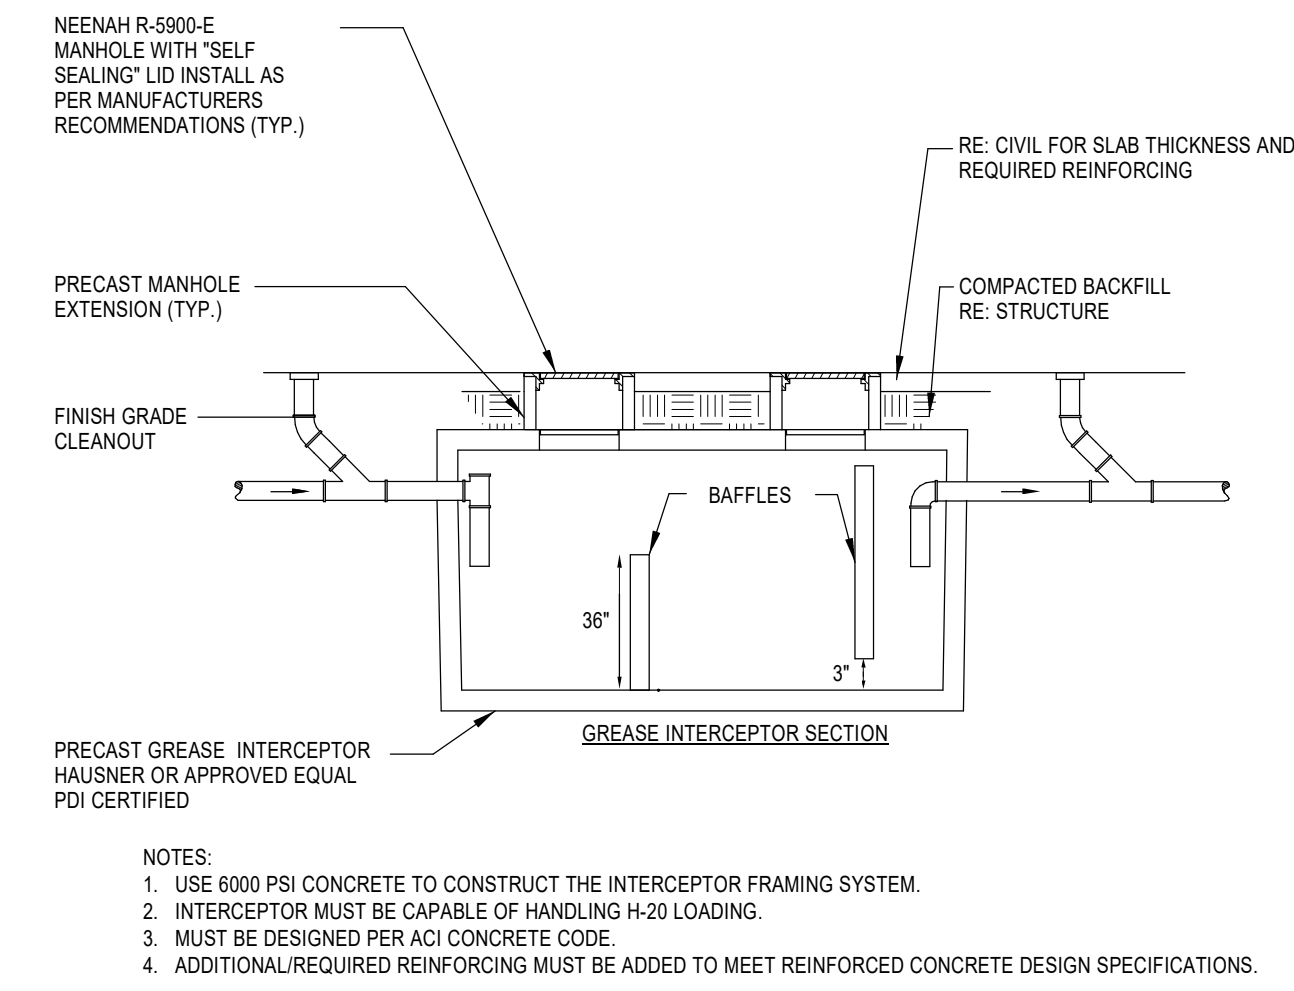 NEENAH R-5900-E
MANHOLE WITH "SELF
SEALING" LID INSTALL AS
PER MANUFACTURERS
RECOMMENDATIONS (TYP.)
RE: CIVIL FOR SLAB THICKNESS AND
REQUIRED REINFORCING
PRECAST MANHOLE
EXTENSION (TYP.)
COMPACTED BACKFILL
RE: STRUCTURE
FINISH GRADE
CLEANOUT
BAFFLES
36"
3"
GREASE INTERCEPTOR SECTION
PRECAST GREASE INTERCEPTOR
HAUSNER OR APPROVED EQUAL
PDI CERTIFIED
NOTES:
1. USE 6000 PSI CONCRETE TO CONSTRUCT THE INTERCEPTOR FRAMING SYSTEM.
2. INTERCEPTOR MUST BE CAPABLE OF HANDLING H-20 LOADING.
3. MUST BE DESIGNED PER ACI CONCRETE CODE.
4. ADDITIONAL/REQUIRED REINFORCING MUST BE ADDED TO MEET REINFORCED CONCRETE DESIGN SPECIFICATIONS.